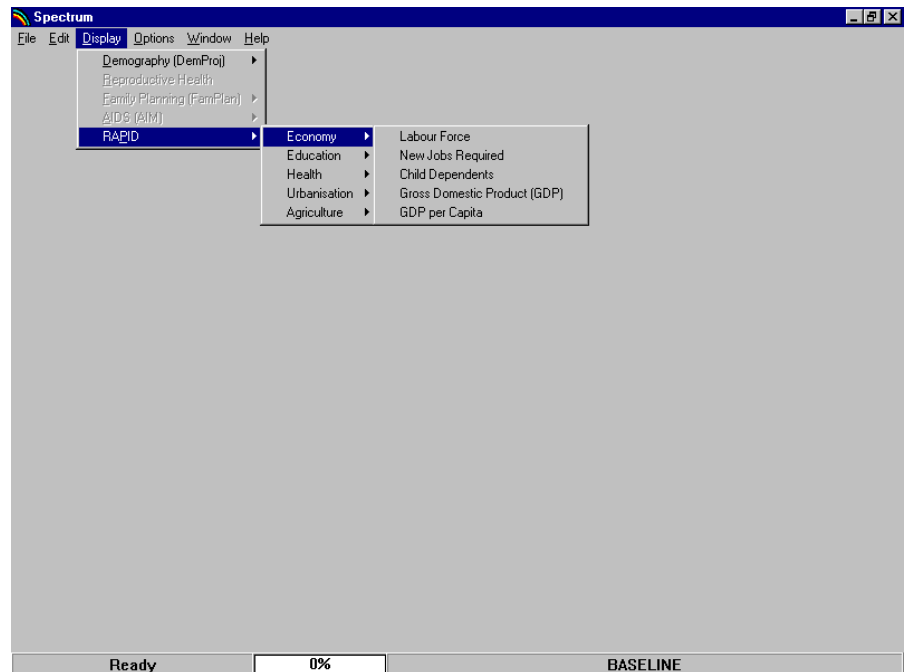 Spectrum
File Edit Display Options Window Help
Demography (DemProj)
Reproductive Health
Family Planning (FamPlan)
AIDS (AIM)
RAPID
Economy
Education
Health
Urbanisation
Agriculture
Labour Force
New Jobs Required
Child Dependents
Gross Domestic Product (GDP)
GDP per Capita
Ready 0% BASELINE